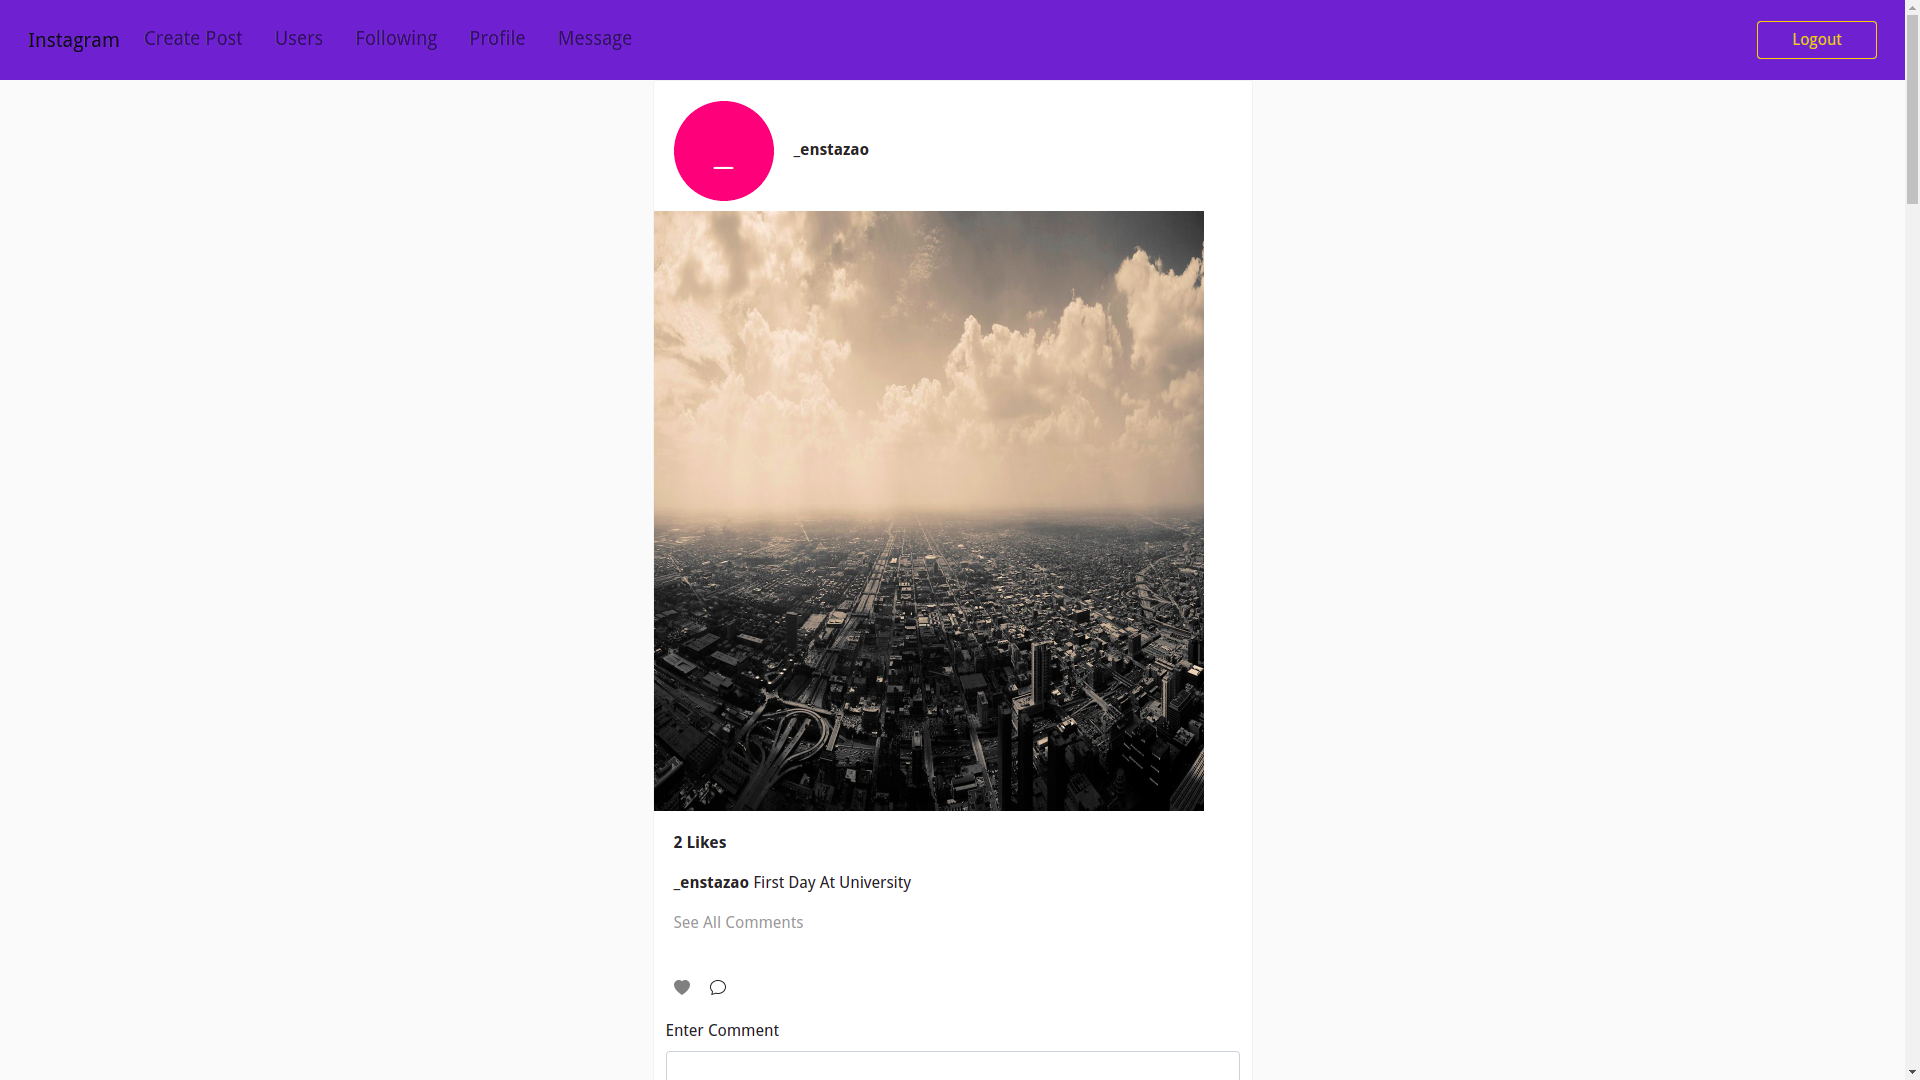 Instagram Create Post Users Following Profile Message Logout
_
_enstazao
2 Likes
_enstazao First Day At University
See All Comments
Enter Comment